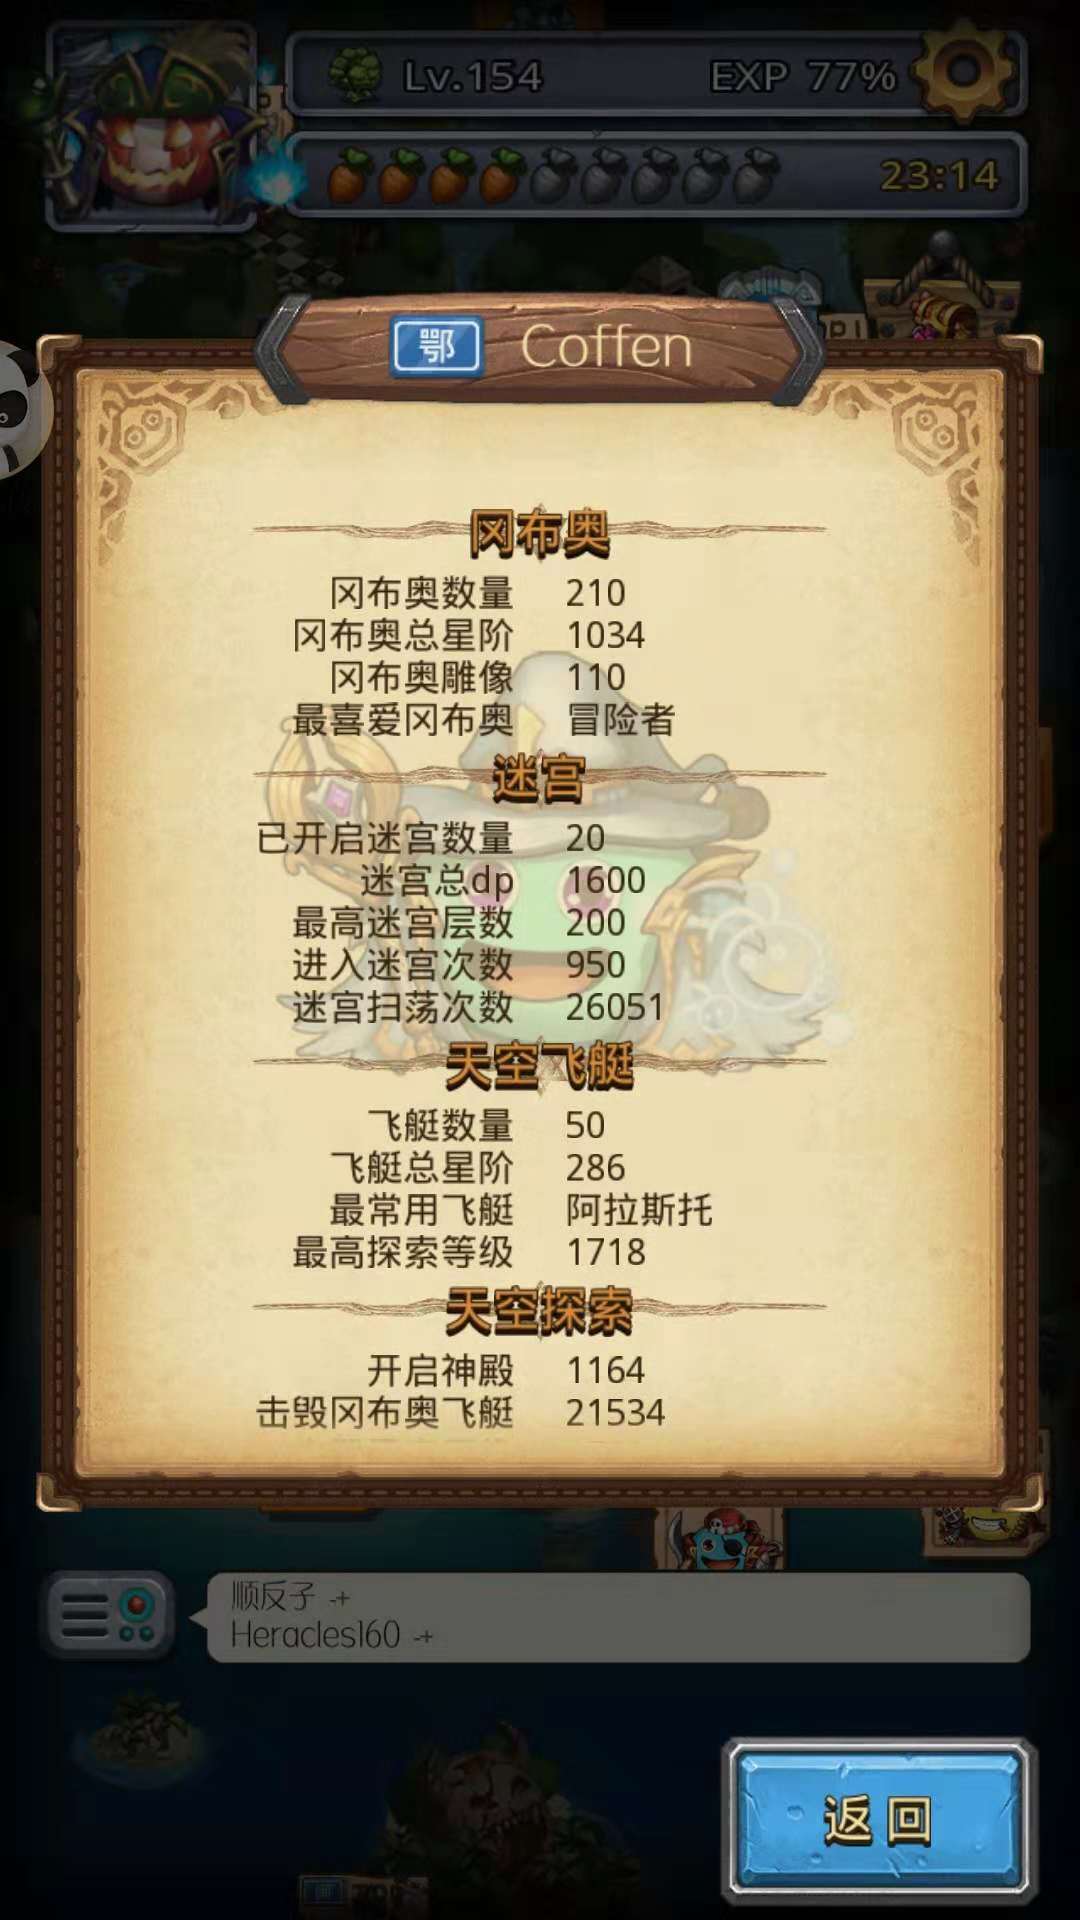 Lv.154 EXP 77%
23:14
鄂 Coffen
冈布奥
冈布奥数量 210
冈布奥总星阶 1034
冈布奥雕像 110
最喜爱冈布奥 冒险者
迷宫
已开启迷宫数量 20
迷宫总dp 1600
最高迷宫层数 200
进入迷宫次数 950
迷宫扫荡次数 26051
天空飞艇
飞艇数量 50
飞艇总星阶 286
最常用飞艇 阿拉斯托
最高探索等级 1718
天空探索
开启神殿 1164
击毁冈布奥飞艇 21534
顺反子 -+
Heracles160 -+
返回